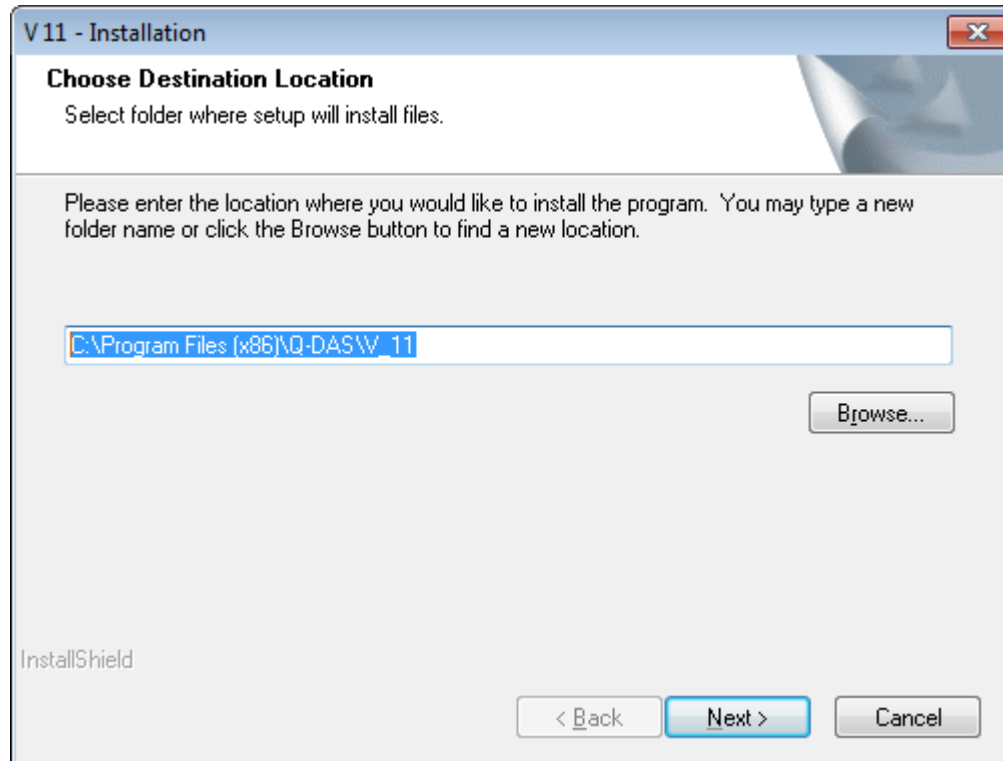 V 11 - Installation
Choose Destination Location
Select folder where setup will install files.
Please enter the location where you would like to install the program. You may type a new
folder name or click the Browse button to find a new location.
C:\Program Files (x86)\Q-DAS\V_11
Browse...
InstallShield
< Back
Next >
Cancel